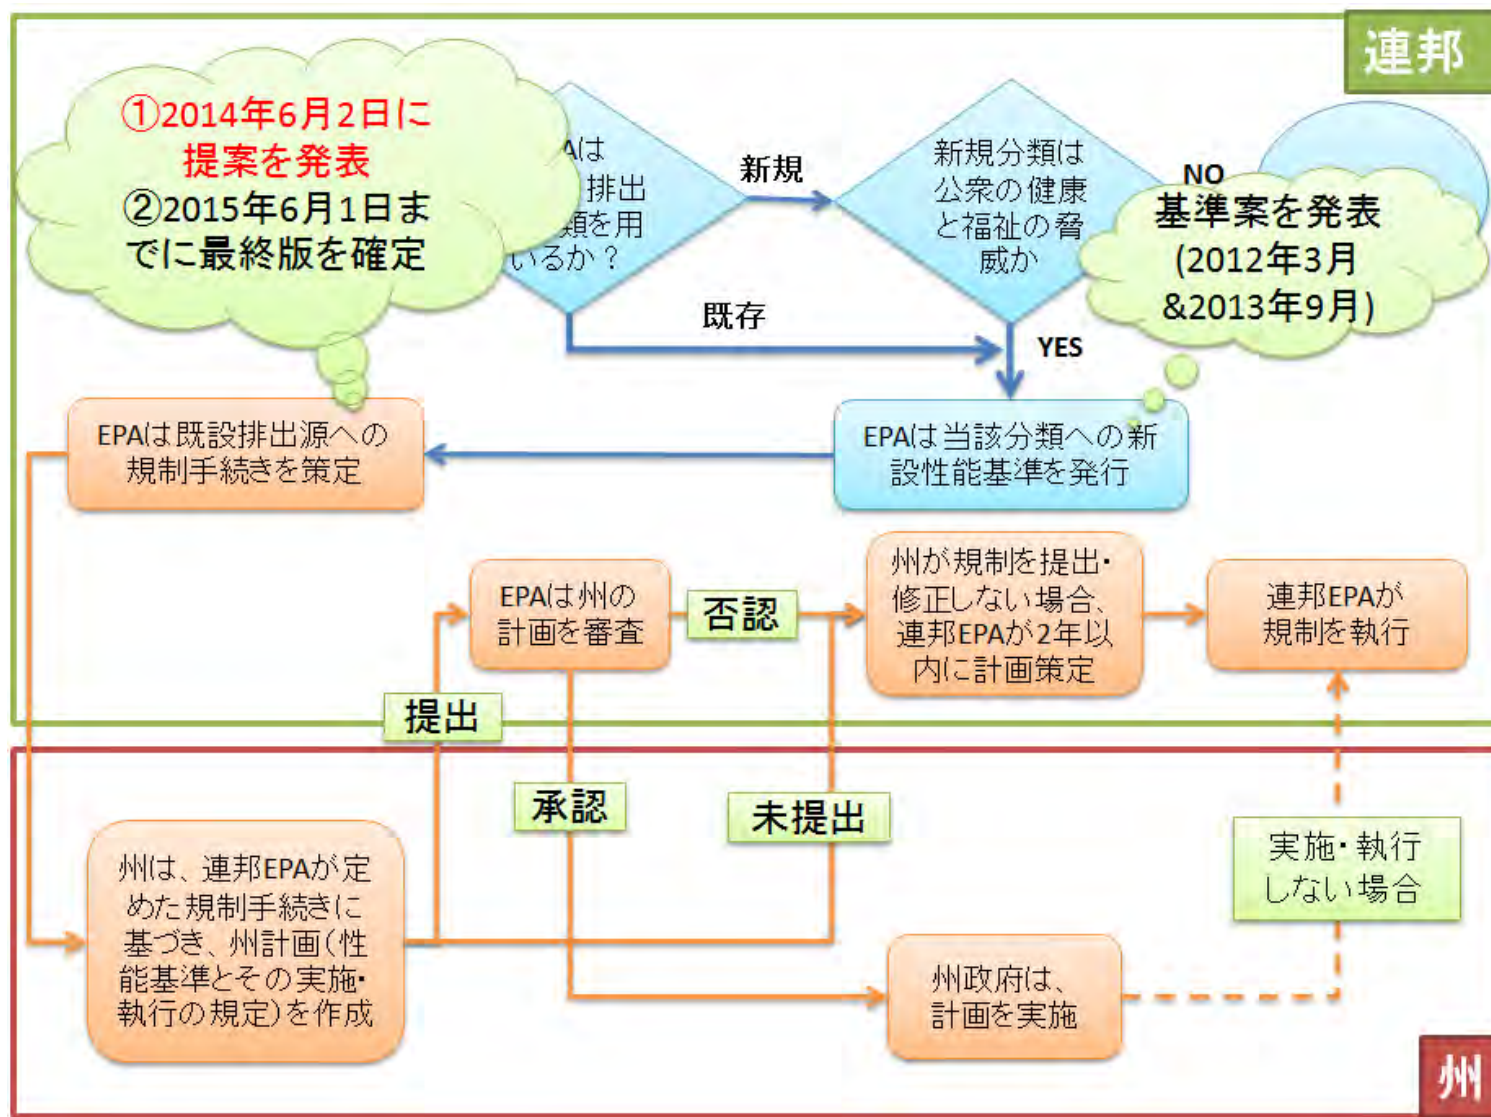 連邦
①2014年6月2日に
提案を発表
②2015年6月1日ま
でに最終版を確定
Aは
排出
類を用
いるか？
新規
新規分類は
公衆の健康
と福祉の脅
威か
NO
基準案を発表
(2012年3月
&2013年9月)
既存
YES
EPAは既設排出源への
規制手続きを策定
EPAは当該分類への新
設性能基準を発行
EPAは州の
計画を審査
否認
州が規制を提出・
修正しない場合、
連邦EPAが2年以
内に計画策定
連邦EPAが
規制を執行
提出
承認
未提出
実施・執行
しない場合
州は、連邦EPAが定
めた規制手続きに
基づき、州計画（性
能基準とその実施・
執行の規定）を作成
州政府は、
計画を実施
州